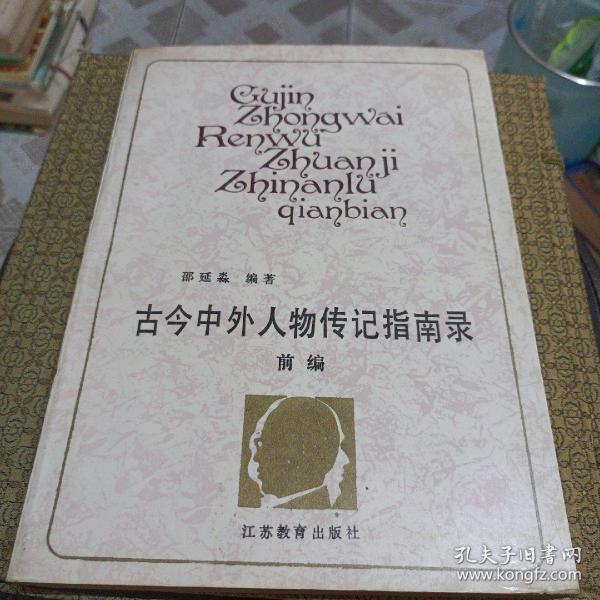 Gujin
Zhongwai
Renwu
Zhuanji
Zhinanlu
qianbian
邵延淼 编著
古今中外人物传记指南录
前编
江苏教育出版社
孔夫子旧书网
www.kongfz.com